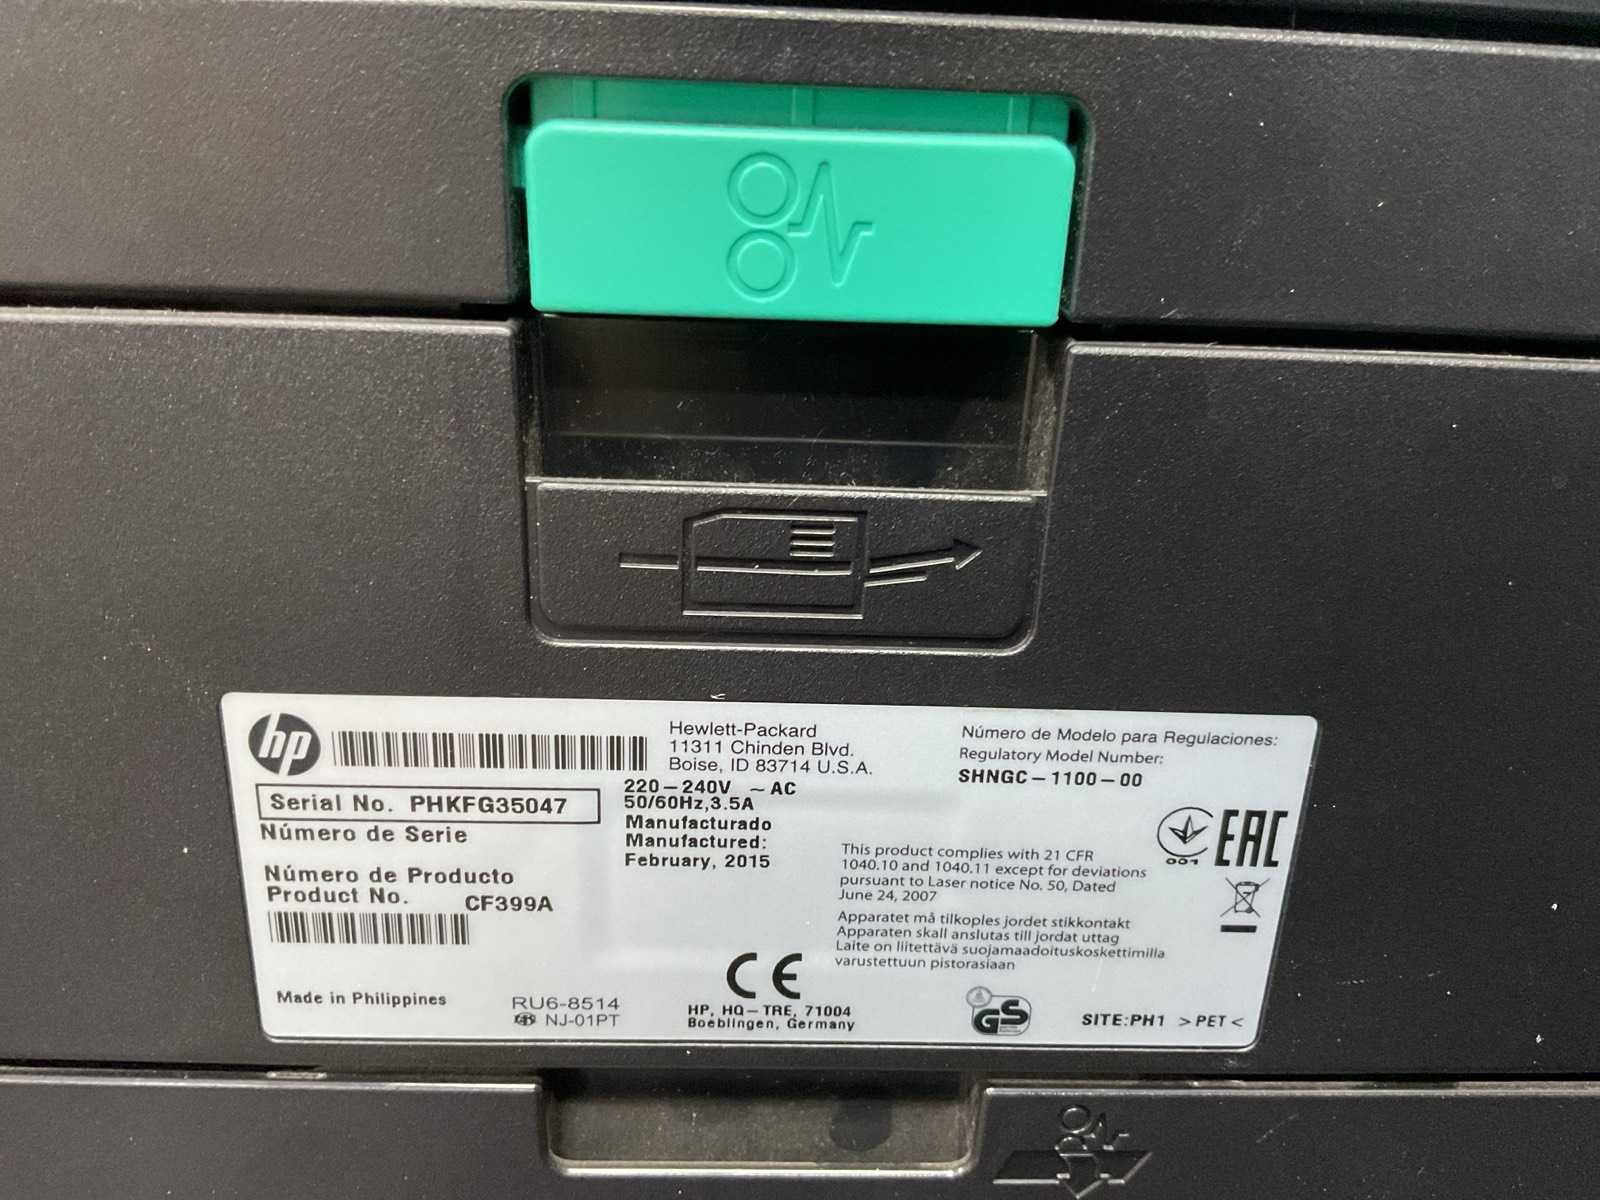 hp
Hewlett-Packard
11311 Chinden Blvd.
Boise, ID 83714 U.S.A.
Número de Modelo para Regulaciones:
Regulatory Model Number:
SHNGC-1100-00
Serial No. PHKFG35047
Número de Serie
220-240V ~ AC
50/60Hz,3.5A
Manufacturado
Manufactured:
February, 2015
Número de Producto
Product No. CF399A
This product complies with 21 CFR
1040.10 and 1040.11 except for deviations
pursuant to Laser notice No. 50, Dated
June 24, 2007
001
EAC
Apparatet må tilkoples jordet stikkontakt
Apparaten skall anslutas till jordat uttag
Laite on liitettävä suojamaadoituskoskettimilla
varustettuun pistorasiaan
Made in Philippines
RU6-8514
NJ-01PT
CE
HP, HQ-TRE, 71004
Boeblingen, Germany
GS
SITE:PH1 >PET<